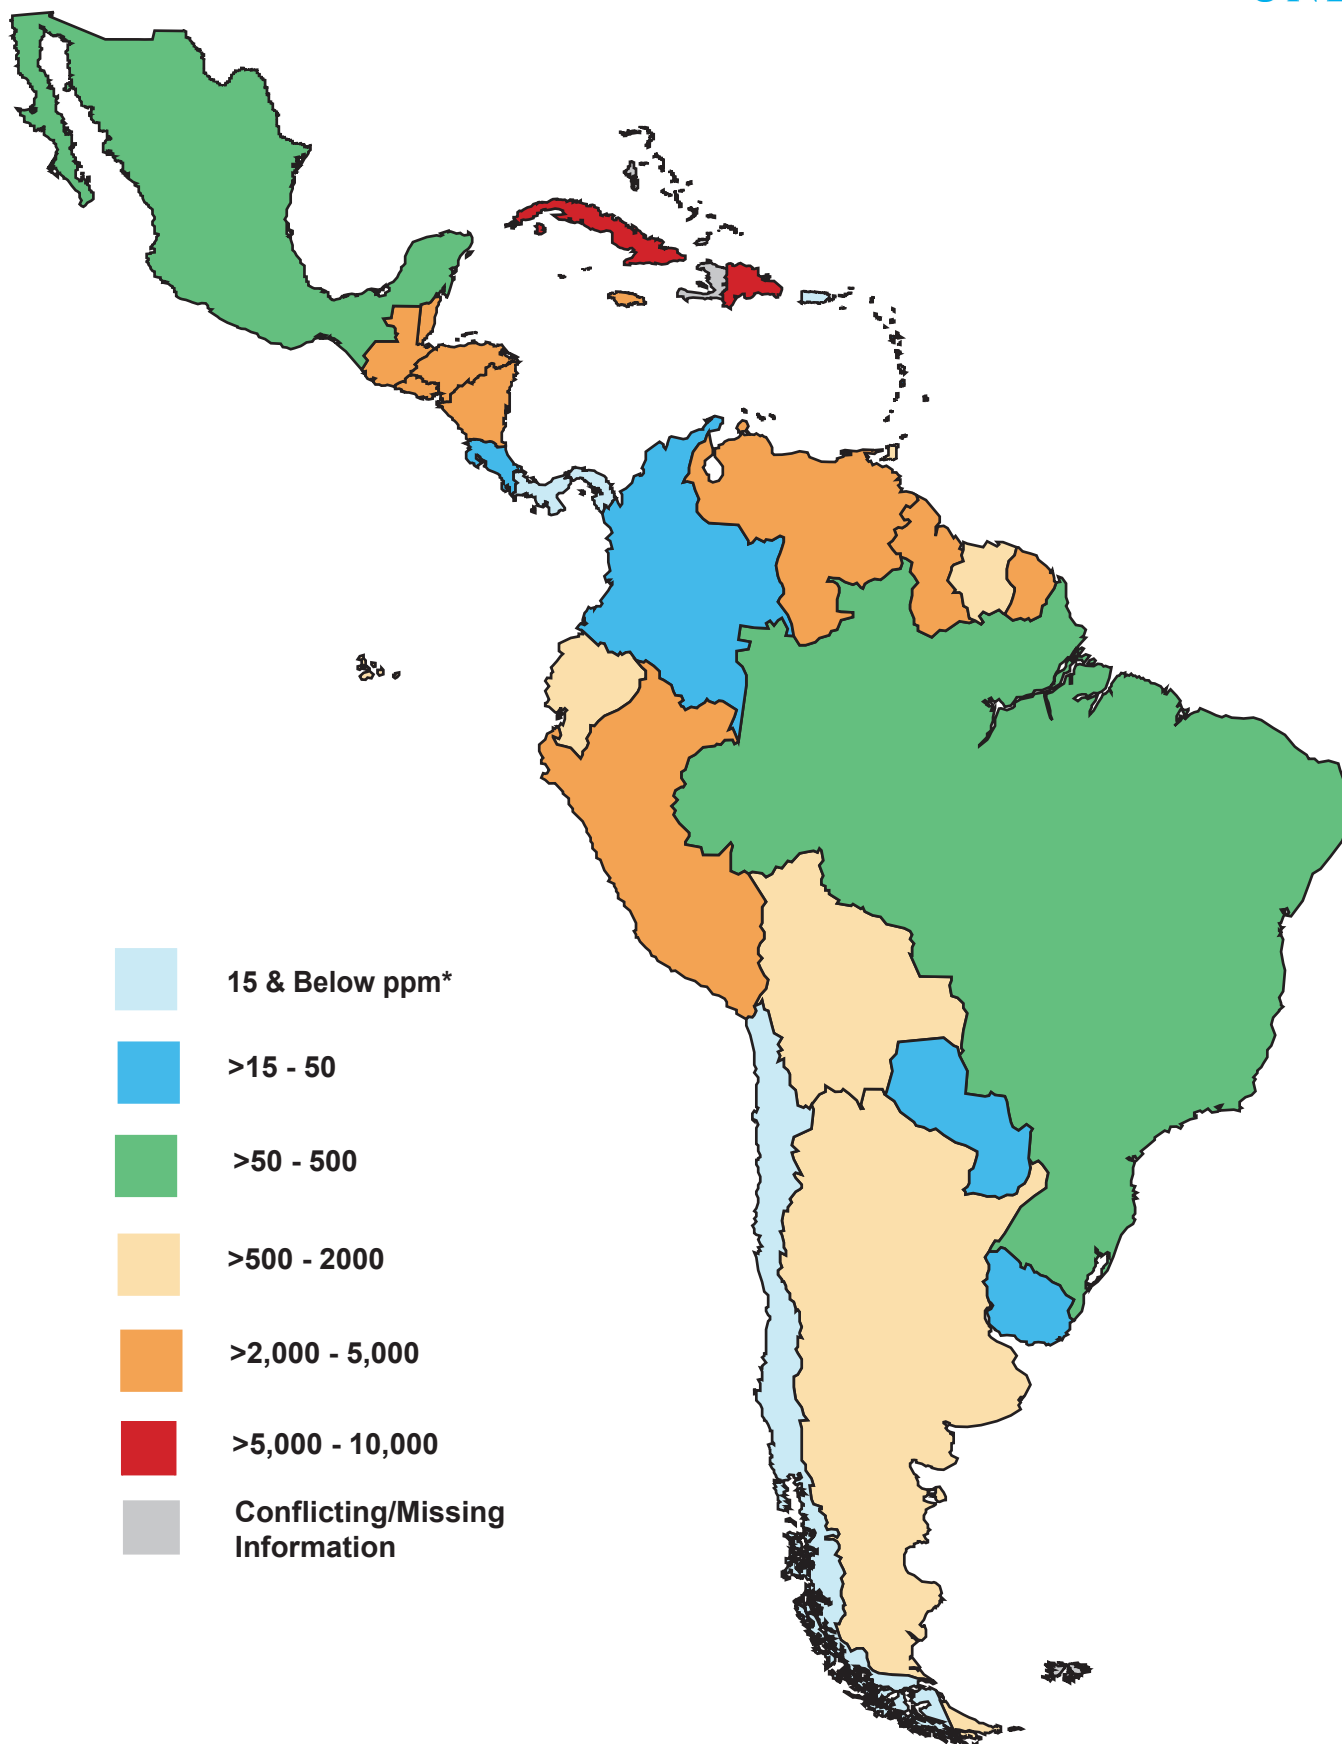 15 & Below ppm*
>15 - 50
>50 - 500
>500 - 2000
>2,000 - 5,000
>5,000 - 10,000
Conflicting/Missing
Information